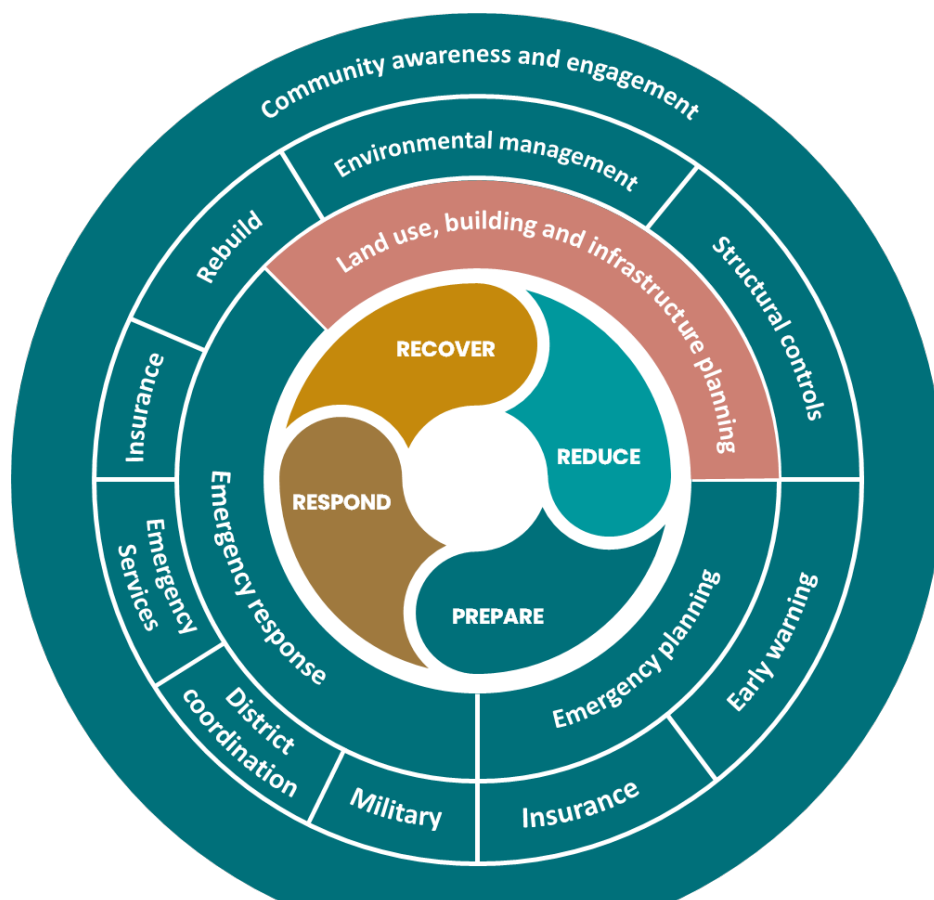 Community awareness and engagement
Environmental management
Structural controls
Early warning
Insurance
Military
District
coordination
Emergency
Services
Insurance
Rebuild
Land use, building and infrastructure planning
Emergency planning
Emergency response
RECOVER
REDUCE
PREPARE
RESPOND